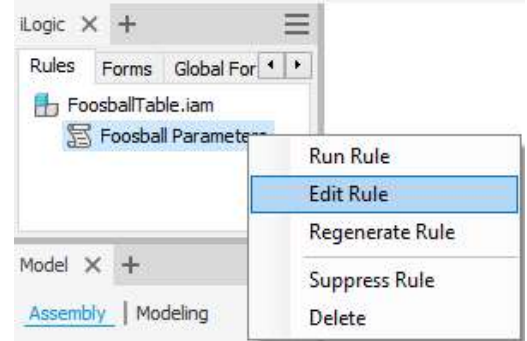 iLogic
Rules Forms Global For
FoosballTable.iam
Foosball Parameters
Run Rule
Edit Rule
Regenerate Rule
Suppress Rule
Delete
Model
Assembly | Modeling